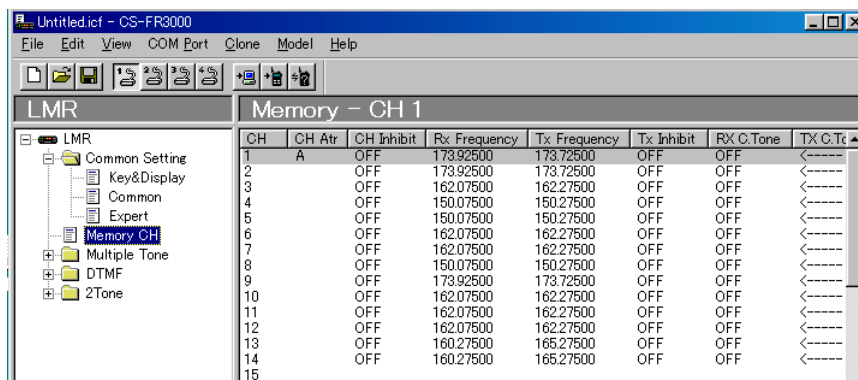 Untitled.icf - CS-FR3000
File Edit View COM Port Clone Model Help
LMR Memory - CH 1
LMR
Common Setting
Key&Display
Common
Expert
Memory CH
Multiple Tone
DTMF
2Tone
CH CH Atr CH Inhibit Rx Frequency Tx Frequency Tx Inhibit RX C.Tone TX C.Tc
1 A OFF 173.92500 173.72500 OFF OFF <-----
2 OFF 173.92500 173.72500 OFF OFF <-----
3 OFF 162.07500 162.27500 OFF OFF <-----
4 OFF 150.07500 150.27500 OFF OFF <-----
5 OFF 150.07500 150.27500 OFF OFF <-----
6 OFF 162.07500 162.27500 OFF OFF <-----
7 OFF 162.07500 162.27500 OFF OFF <-----
8 OFF 150.07500 150.27500 OFF OFF <-----
9 OFF 173.92500 173.72500 OFF OFF <-----
10 OFF 162.07500 162.27500 OFF OFF <-----
11 OFF 162.07500 162.27500 OFF OFF <-----
12 OFF 162.07500 162.27500 OFF OFF <-----
13 OFF 160.27500 165.27500 OFF OFF <-----
14 OFF 160.27500 165.27500 OFF OFF <-----
15